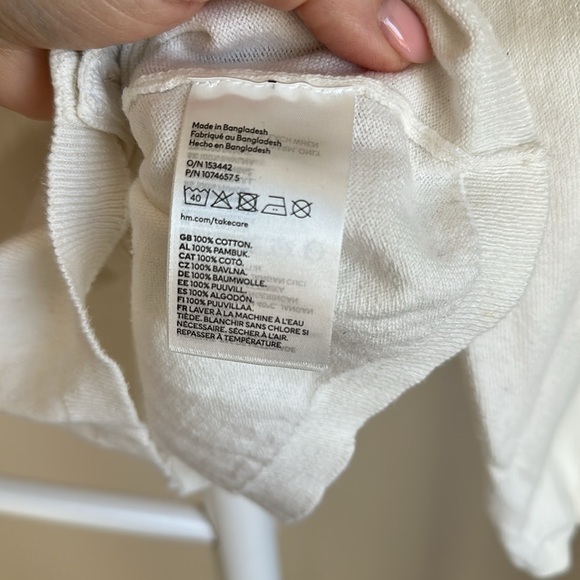 Made in Bangladesh
Fabriqué au Bangladesh
Hecho en Bangladesh
O/N 153442
P/N 1074657 5
40
hm.com/takecare
GB 100% COTTON.
AL 100% PAMBUK.
CAT 100% COTÓ.
CZ 100% BAVLNA.
DE 100% BAUMWOLLE.
EE 100% PUUVILL.
ES 100% ALGODÓN.
FI 100% PUUVILLAA.
FR LAVER À LA MACHINE À L'EAU
TIÈDE. BLANCHIR SANS CHLORE SI
NÉCESSAIRE. SÉCHER À L'AIR.
REPASSER À TEMPÉRATURE